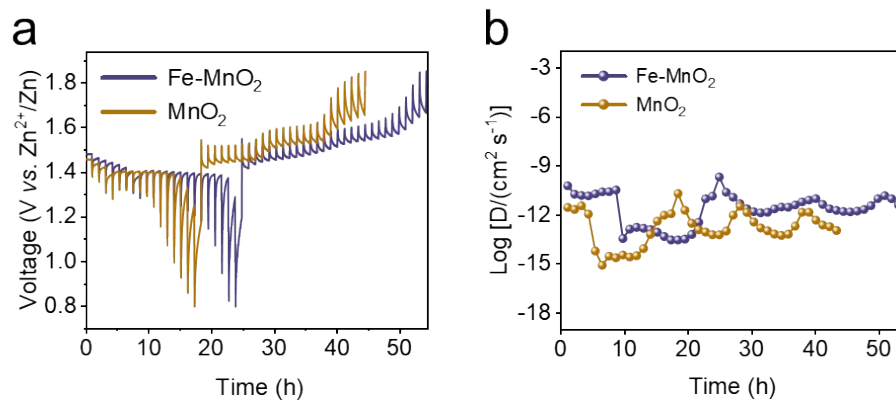 a
Fe-MnO₂
MnO₂
Voltage (V vs. Zn²⁺/Zn)
1.8
1.6
1.4
1.2
1.0
0.8
0 10 20 30 40 50
Time (h)
b
Fe-MnO₂
MnO₂
Log [D/(cm² s⁻¹)]
-3
-6
-9
-12
-15
-18
0 10 20 30 40 50
Time (h)